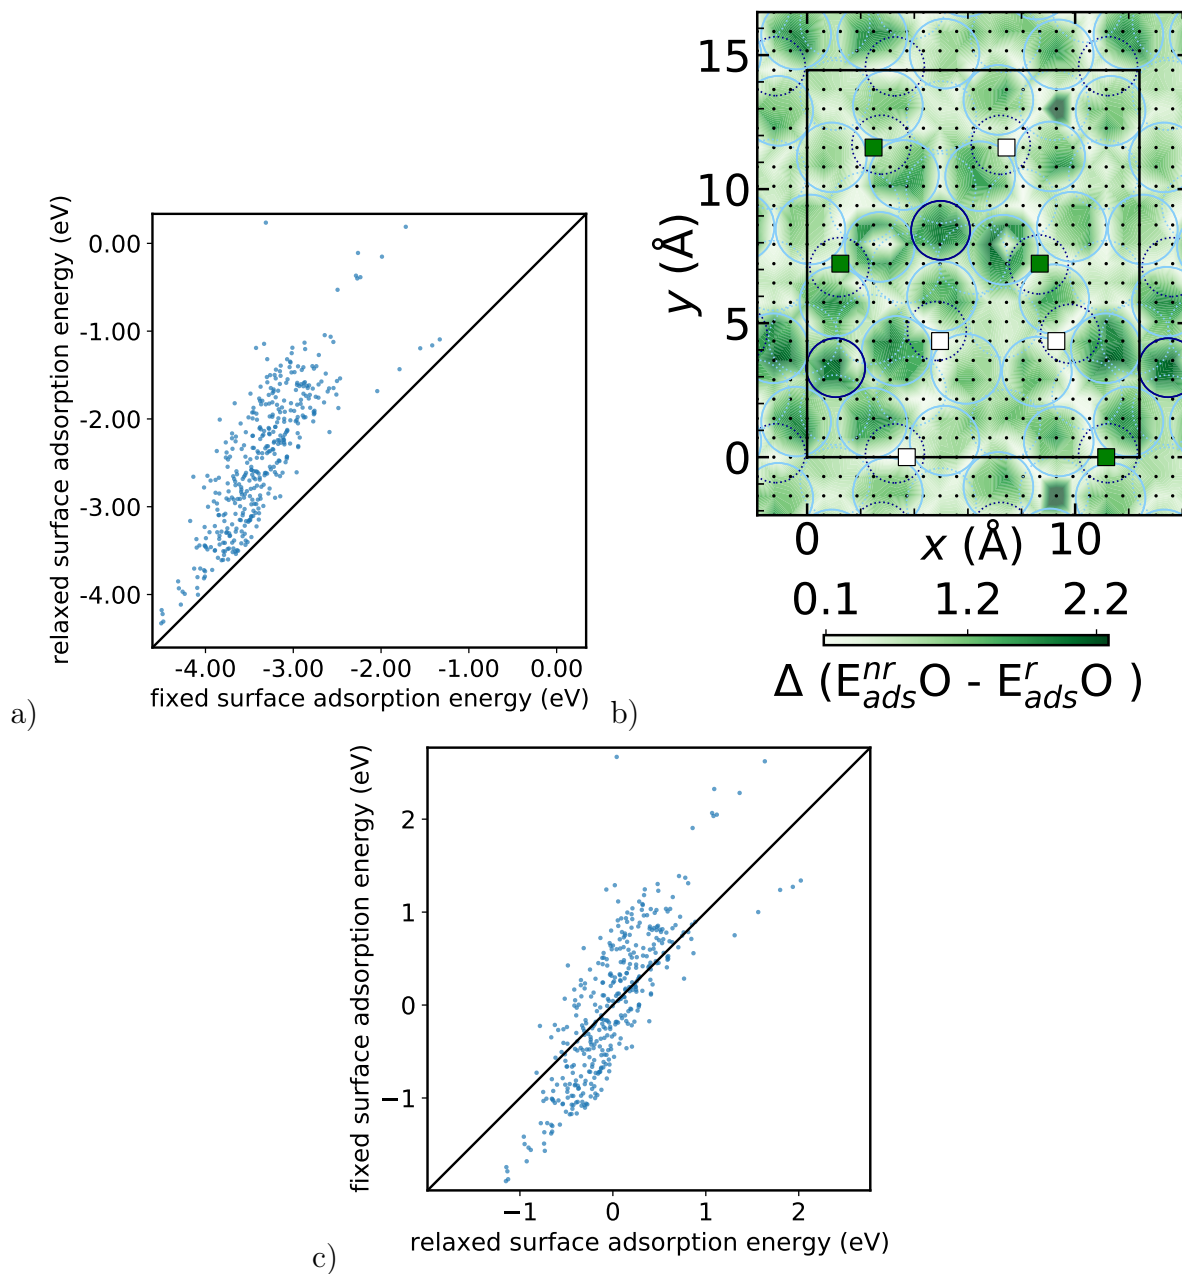 relaxed surface adsorption energy (eV)
0.00
-1.00
-2.00
-3.00
-4.00
-4.00 -3.00 -2.00 -1.00 0.00
fixed surface adsorption energy (eV)
a)
y (Å)
15
10
5
0
0 x (Å) 10
0.1 1.2 2.2
Δ (E^{nr}_{ads}O - E^{r}_{ads}O )
b)
fixed surface adsorption energy (eV)
2
1
0
−1
−1 0 1 2
relaxed surface adsorption energy (eV)
c)